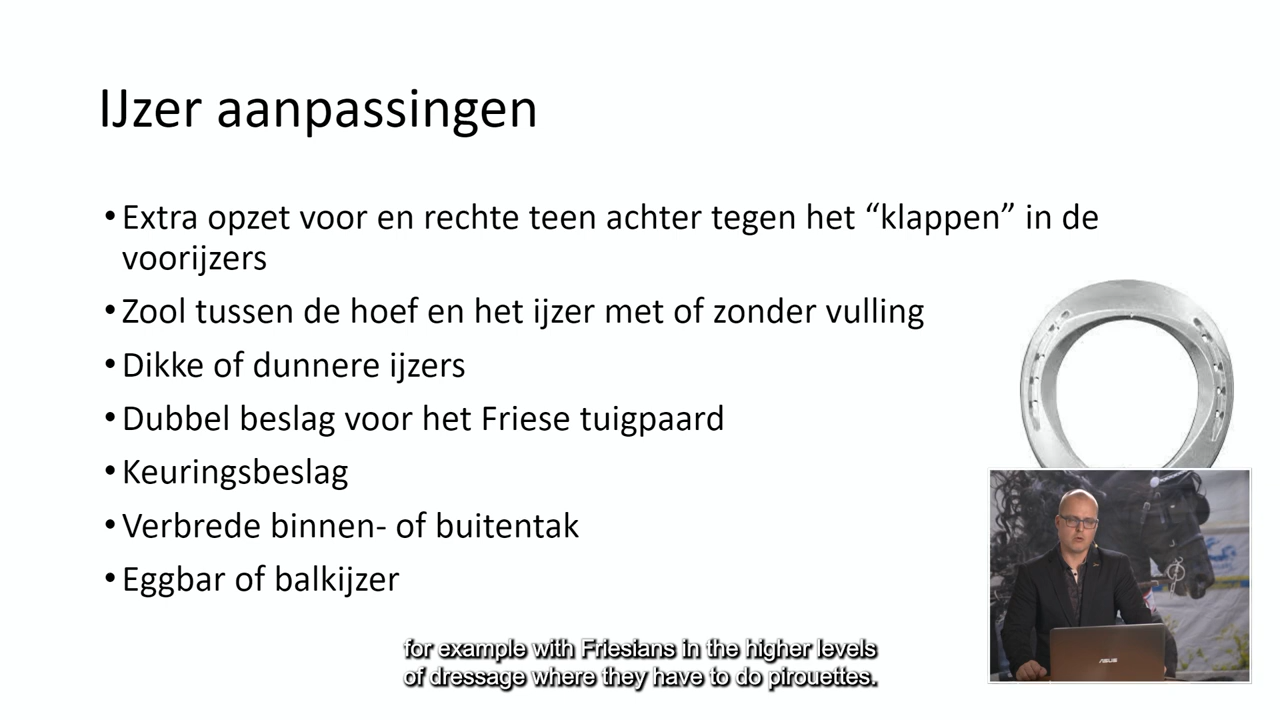 IJzer aanpassingen
• Extra opzet voor en rechte teen achter tegen het “klappen” in de
voorijzers
• Zool tussen de hoef en het ijzer met of zonder vulling
• Dikke of dunnere ijzers
• Dubbel beslag voor het Friese tuigpaard
• Keuringsbeslag
• Verbrede binnen- of buitentak
• Eggbar of balkijzer
ASUS
for example with Friesians in the higher levels
of dressage where they have to do pirouettes.